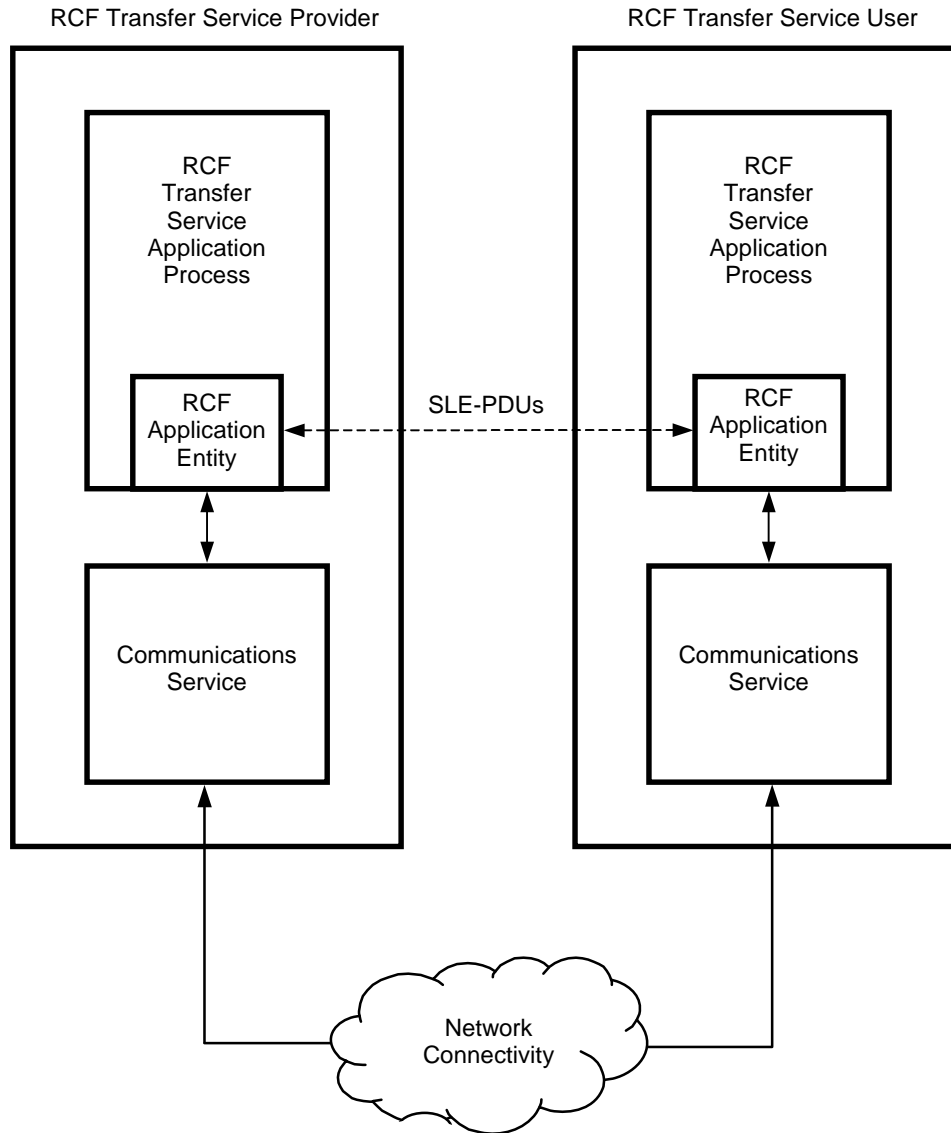 RCF Transfer Service Provider
RCF Transfer Service User
RCF
Transfer
Service
Application
Process
RCF
Transfer
Service
Application
Process
RCF
Application
Entity
SLE-PDUs
RCF
Application
Entity
Communications
Service
Communications
Service
Network
Connectivity